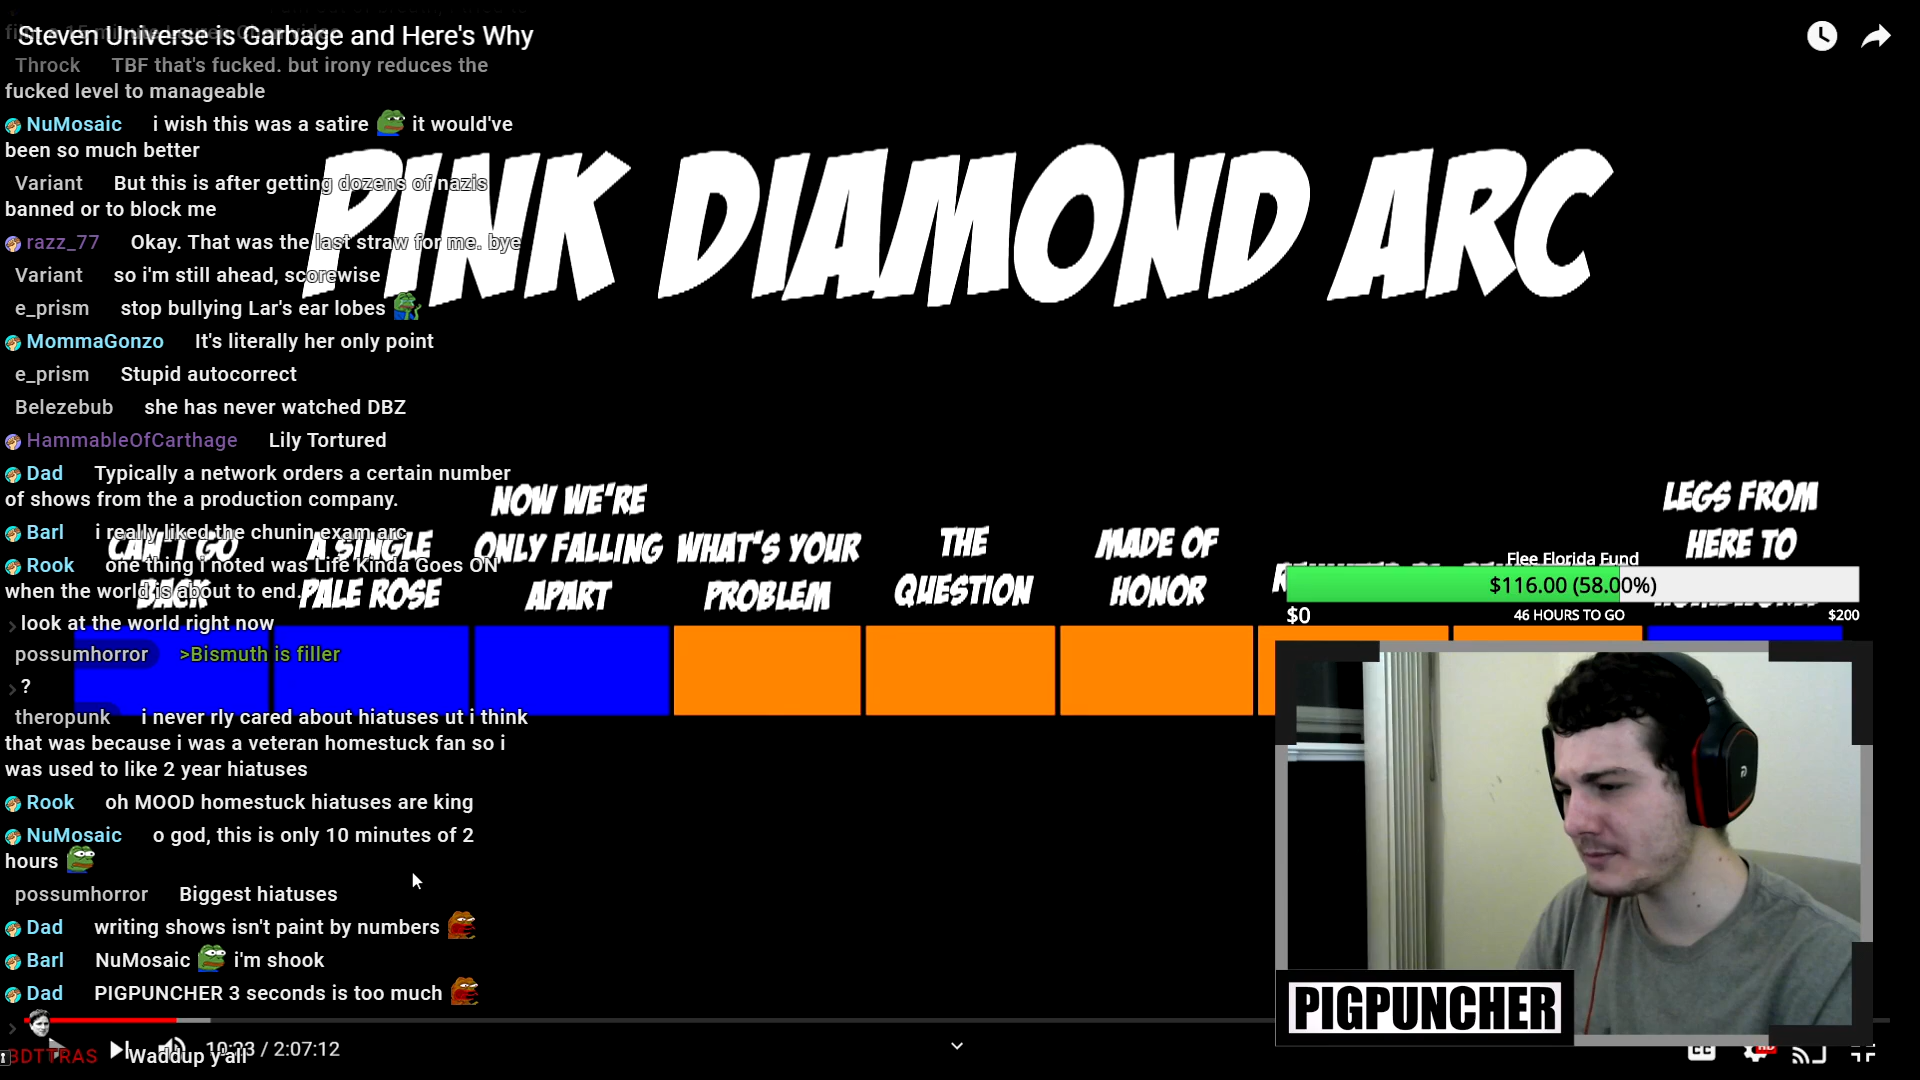 Steven Universe is Garbage and Here's Why
Throck TBF that's fucked. but irony reduces the
fucked level to manageable
NuMosaic i wish this was a satire it would've
been so much better
Variant But this is after getting dozens of nazis
banned or to block me
razz_77 Okay. That was the last straw for me. bye
Variant so i'm still ahead, scorewise
e_prism stop bullying Lar's ear lobes
MommaGonzo It's literally her only point
e_prism Stupid autocorrect
Belezebub she has never watched DBZ
HammableOfCarthage Lily Tortured
Dad Typically a network orders a certain number
of shows from the a production company.
Barl i really liked the chunin exam arc
Rook one thing i noted was Life Kinda Goes ON
when the world is about to end.
look at the world right now
possumhorror >Bismuth is filler
?
theropunk i never rly cared about hiatuses ut i think
that was because i was a veteran homestuck fan so i
was used to like 2 year hiatuses
Rook oh MOOD homestuck hiatuses are king
NuMosaic o god, this is only 10 minutes of 2
hours
possumhorror Biggest hiatuses
Dad writing shows isn't paint by numbers
Barl NuMosaic i'm shook
Dad PIGPUNCHER 3 seconds is too much
BDTTRAS Waddup y'all
10:23 / 2:07:12
PINK DIAMOND ARC
CAN'T GO
BACK
A SINGLE
PALE ROSE
NOW WE'RE
ONLY FALLING
APART
WHAT'S YOUR
PROBLEM
THE
QUESTION
MADE OF
HONOR
LEGS FROM
HERE TO
Flee Florida Fund
$116.00 (58.00%)
$0
46 HOURS TO GO
$200
PIGPUNCHER
CC
HD